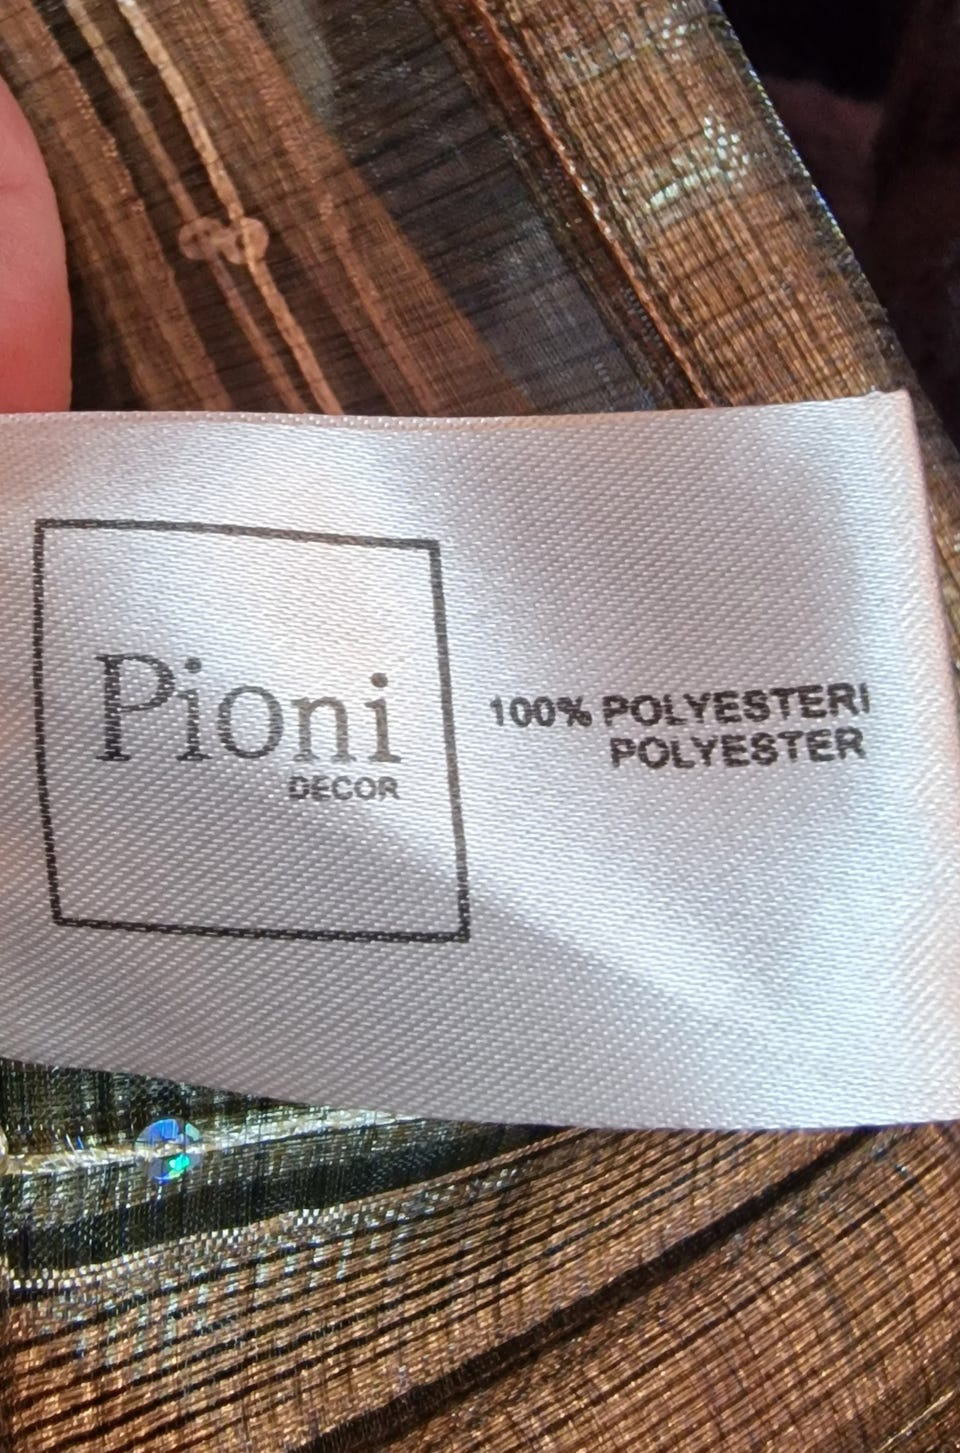 Pioni
DECOR
100% POLYESTERI
POLYESTER